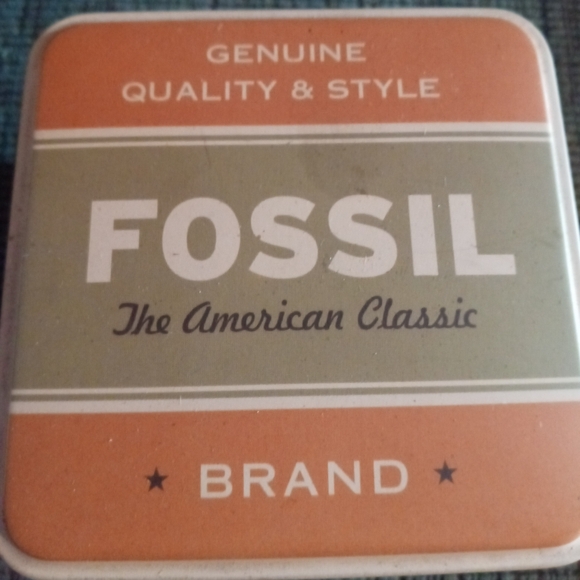 GENUINE
QUALITY & STYLE
FOSSIL
The American Classic
★ BRAND ★